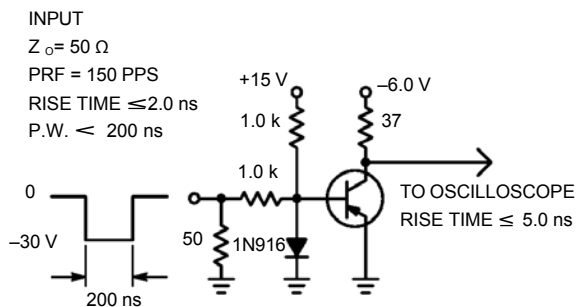 INPUT
Z o= 50 Ω
PRF = 150 PPS
RISE TIME ≤2.0 ns
P.W. < 200 ns
+15 V
–6.0 V
1.0 k
37
1.0 k
0
TO OSCILLOSCOPE
RISE TIME ≤ 5.0 ns
–30 V
50
1N916
200 ns